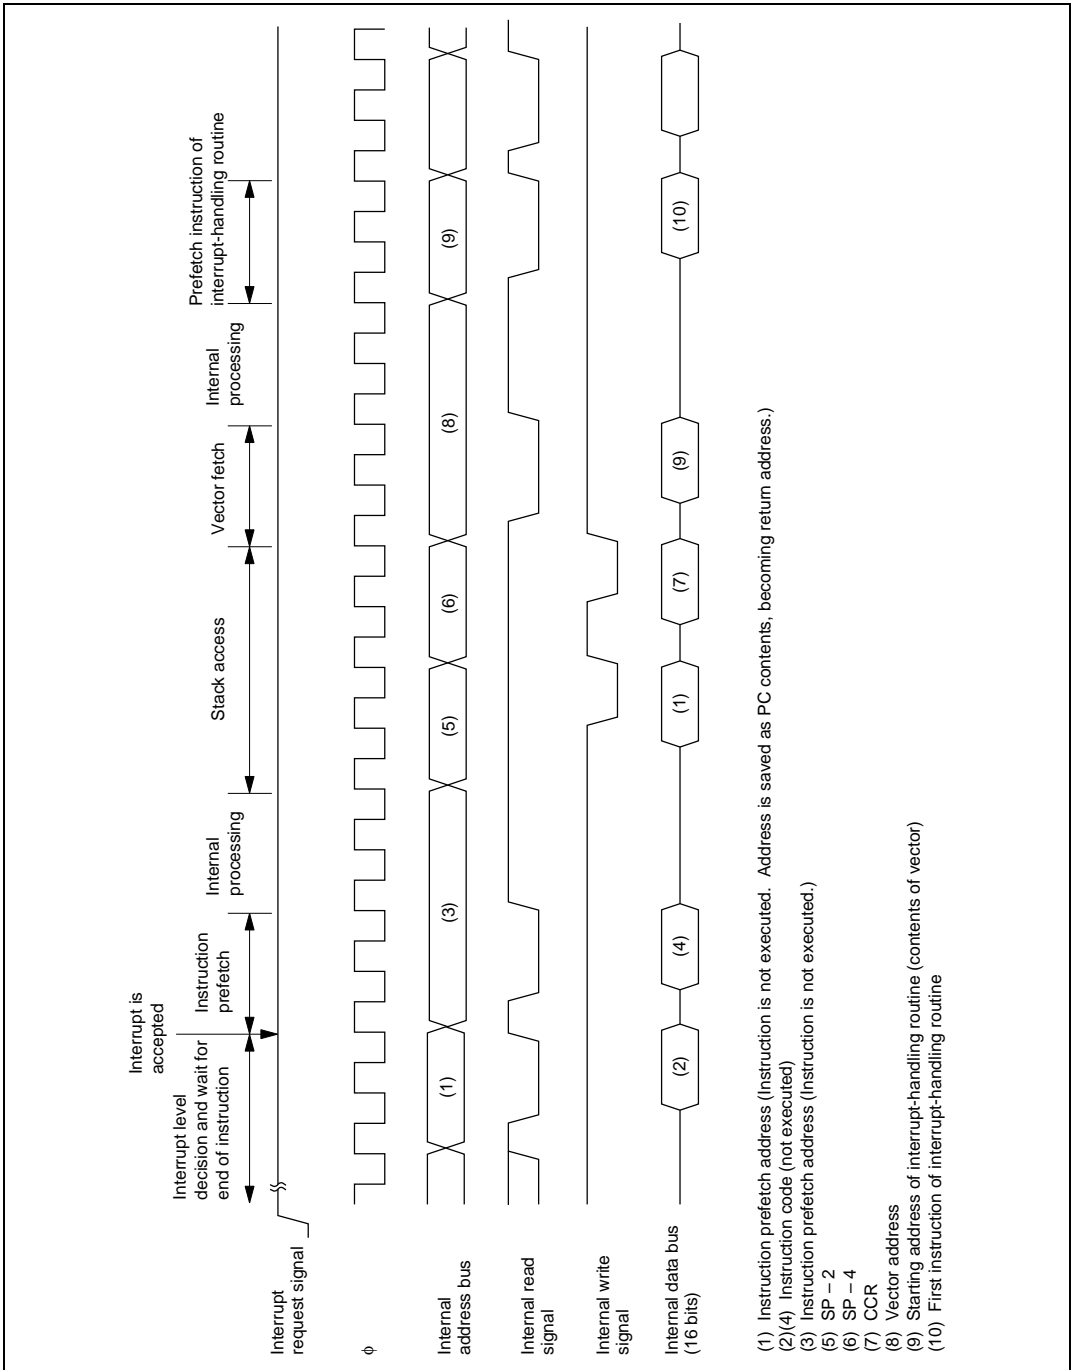 Interrupt is
accepted
Interrupt level
decision and wait for
end of instruction
Instruction
prefetch
Internal
processing
Stack access
Vector fetch
Internal
processing
Prefetch instruction of
interrupt-handling routine
Interrupt
request signal
φ
Internal
address bus
(1)
(3)
(5)
(6)
(8)
(9)
Internal read
signal
Internal write
signal
Internal data bus
(16 bits)
(2)
(4)
(1)
(7)
(9)
(10)
(1) Instruction prefetch address (Instruction is not executed. Address is saved as PC contents, becoming return address.)
(2)(4) Instruction code (not executed)
(3) Instruction prefetch address (Instruction is not executed.)
(5) SP – 2
(6) SP – 4
(7) CCR
(8) Vector address
(9) Starting address of interrupt-handling routine (contents of vector)
(10) First instruction of interrupt-handling routine